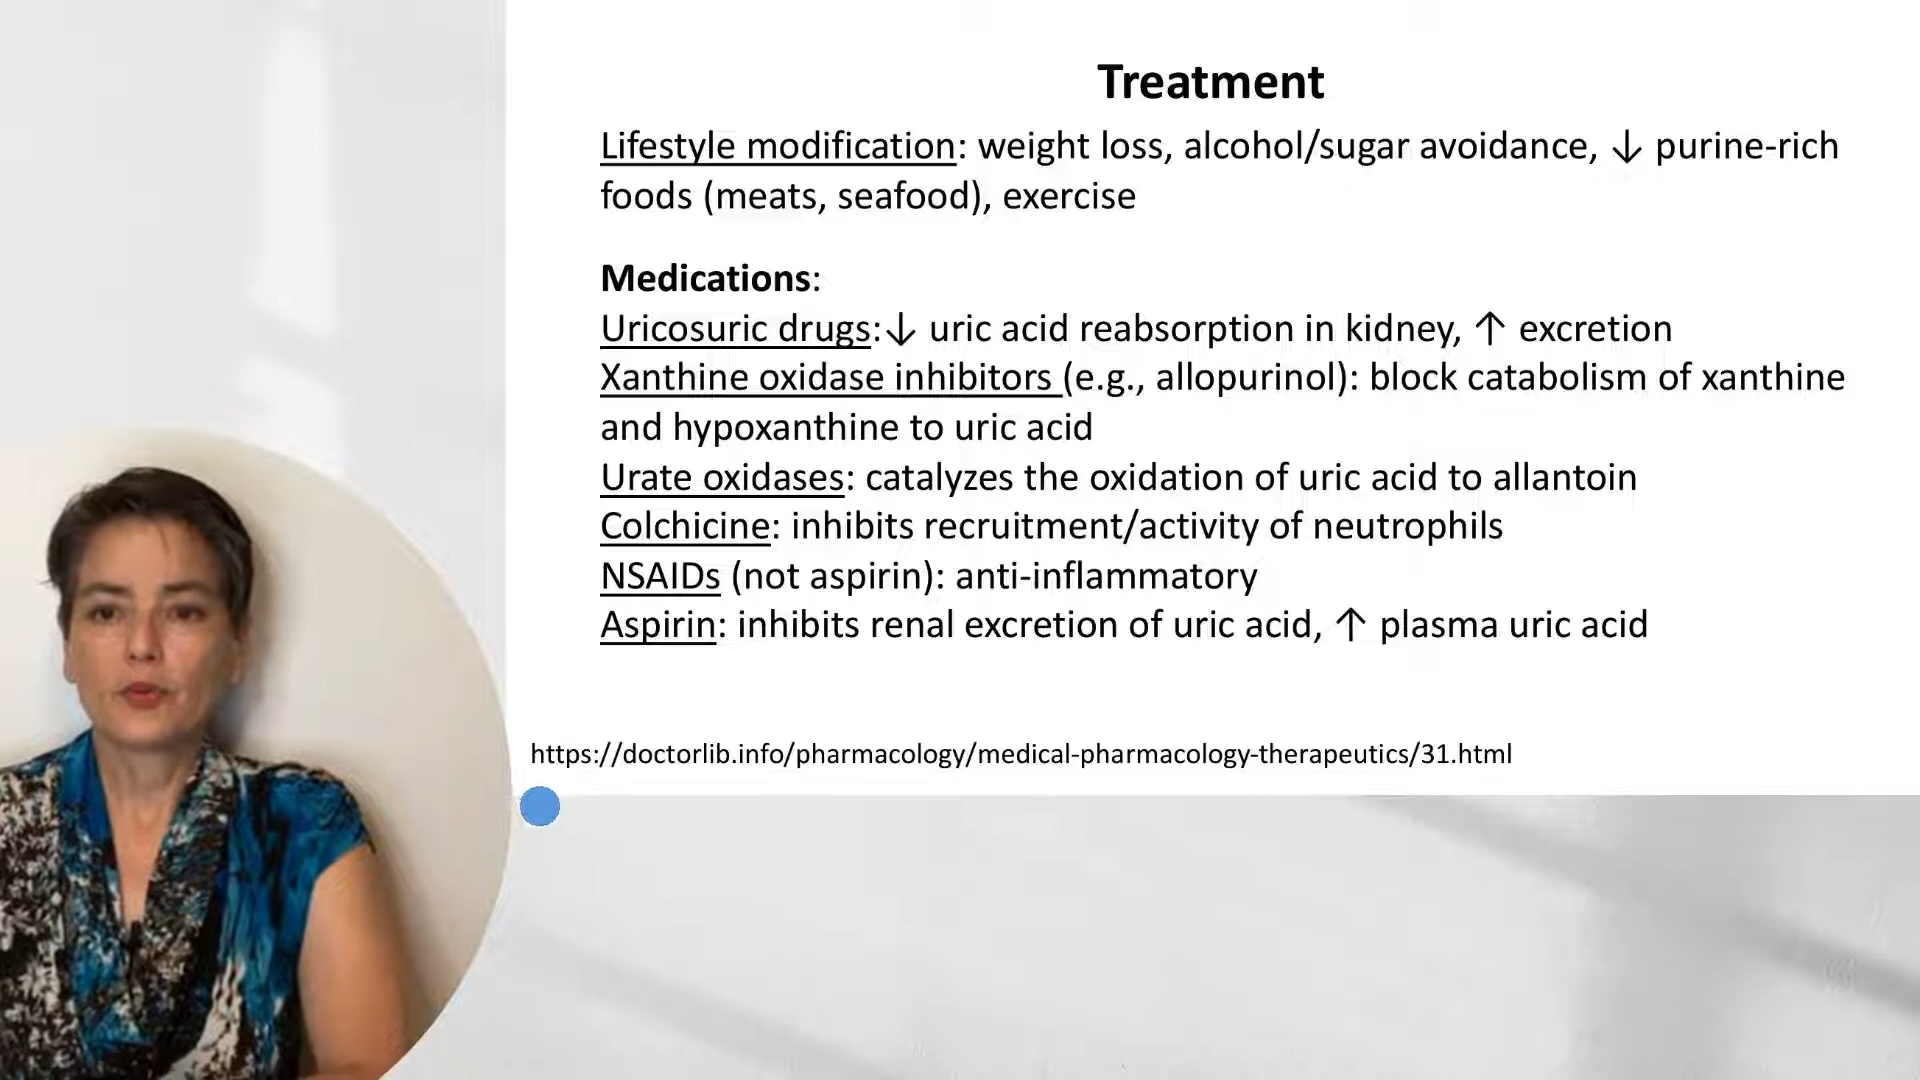 Treatment
Lifestyle modification: weight loss, alcohol/sugar avoidance, ↓ purine-rich
foods (meats, seafood), exercise
Medications:
Uricosuric drugs:↓ uric acid reabsorption in kidney, ↑ excretion
Xanthine oxidase inhibitors (e.g., allopurinol): block catabolism of xanthine
and hypoxanthine to uric acid
Urate oxidases: catalyzes the oxidation of uric acid to allantoin
Colchicine: inhibits recruitment/activity of neutrophils
NSAIDs (not aspirin): anti-inflammatory
Aspirin: inhibits renal excretion of uric acid, ↑ plasma uric acid
https://doctorlib.info/pharmacology/medical-pharmacology-therapeutics/31.html